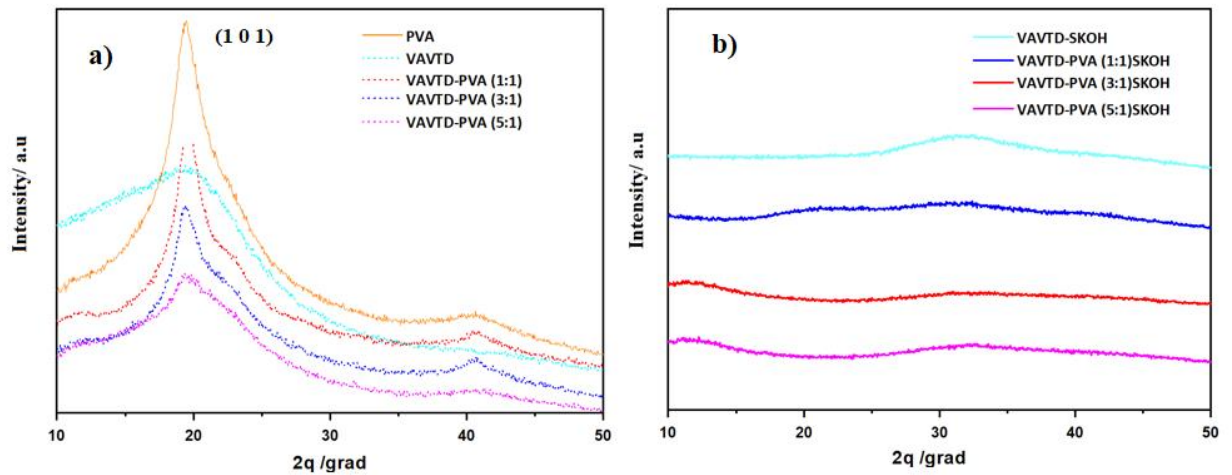 a)
(1 0 1)
PVA
VAVTD
VAVTD-PVA (1:1)
VAVTD-PVA (3:1)
VAVTD-PVA (5:1)
Intensity/ a.u
10 20 30 40 50
2q /grad
b)
VAVTD-SKOH
VAVTD-PVA (1:1)SKOH
VAVTD-PVA (3:1)SKOH
VAVTD-PVA (5:1)SKOH
Intensity/ a.u
10 20 30 40 50
2q /grad